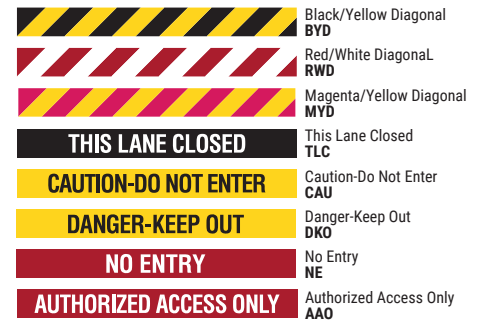 Black/Yellow Diagonal
BYD
Red/White DiagonaL
RWD
Magenta/Yellow Diagonal
MYD
THIS LANE CLOSED
This Lane Closed
TLC
CAUTION-DO NOT ENTER
Caution-Do Not Enter
CAU
DANGER-KEEP OUT
Danger-Keep Out
DKO
NO ENTRY
No Entry
NE
AUTHORIZED ACCESS ONLY
Authorized Access Only
AAO